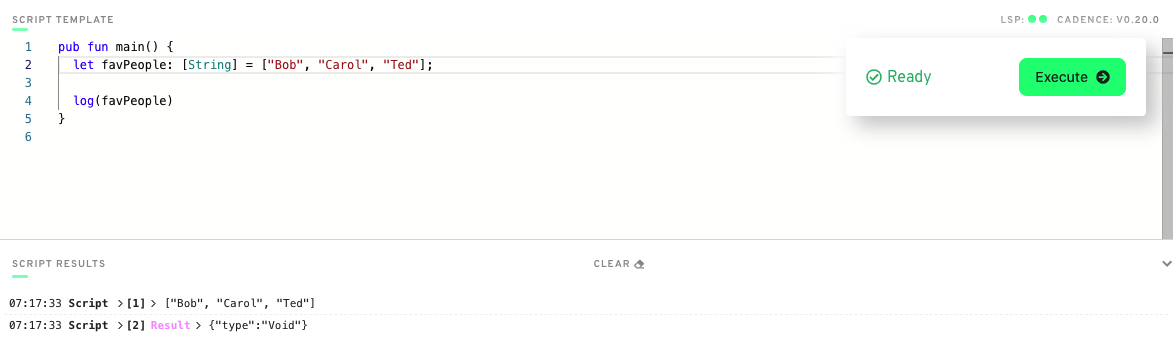 SCRIPT TEMPLATE
LSP: CADENCE: V0.20.0
1 pub fun main() {
2 let favPeople: [String] = ["Bob", "Carol", "Ted"];
3
4 log(favPeople)
5 }
6
Ready
Execute
SCRIPT RESULTS
CLEAR
07:17:33 Script > [1] > ["Bob", "Carol", "Ted"]
07:17:33 Script > [2] Result > {"type":"Void"}